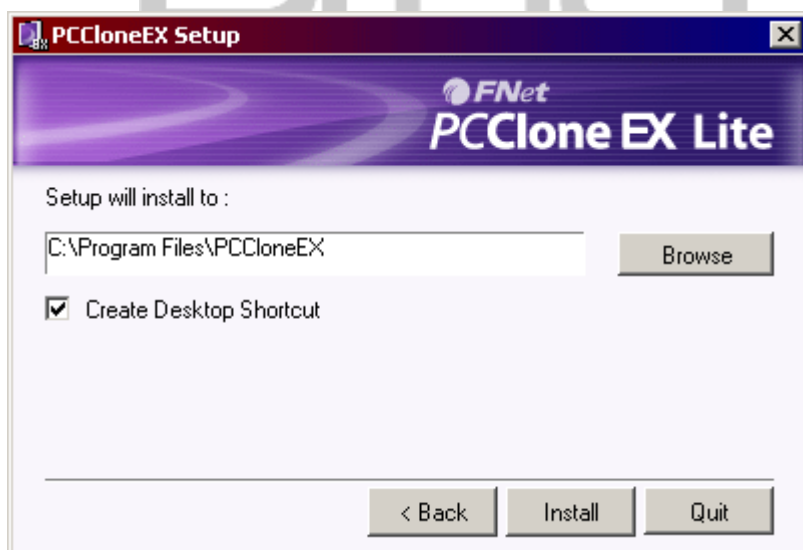 PCCloneEX Setup
FNet
PCClone EX Lite
Setup will install to :
C:\Program Files\PCCloneEX
Browse
Create Desktop Shortcut
< Back
Install
Quit